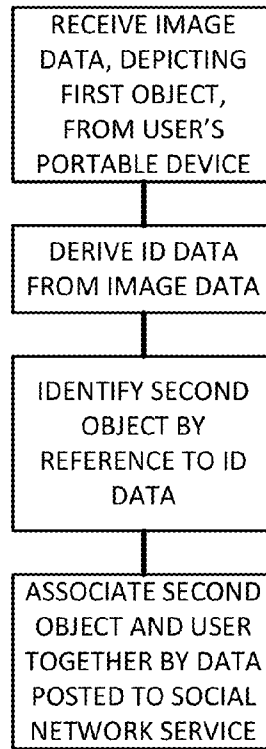 RECEIVE IMAGE
DATA, DEPICTING
FIRST OBJECT,
FROM USER'S
PORTABLE DEVICE
DERIVE ID DATA
FROM IMAGE DATA
IDENTIFY SECOND
OBJECT BY
REFERENCE TO ID
DATA
ASSOCIATE SECOND
OBJECT AND USER
TOGETHER BY DATA
POSTED TO SOCIAL
NETWORK SERVICE